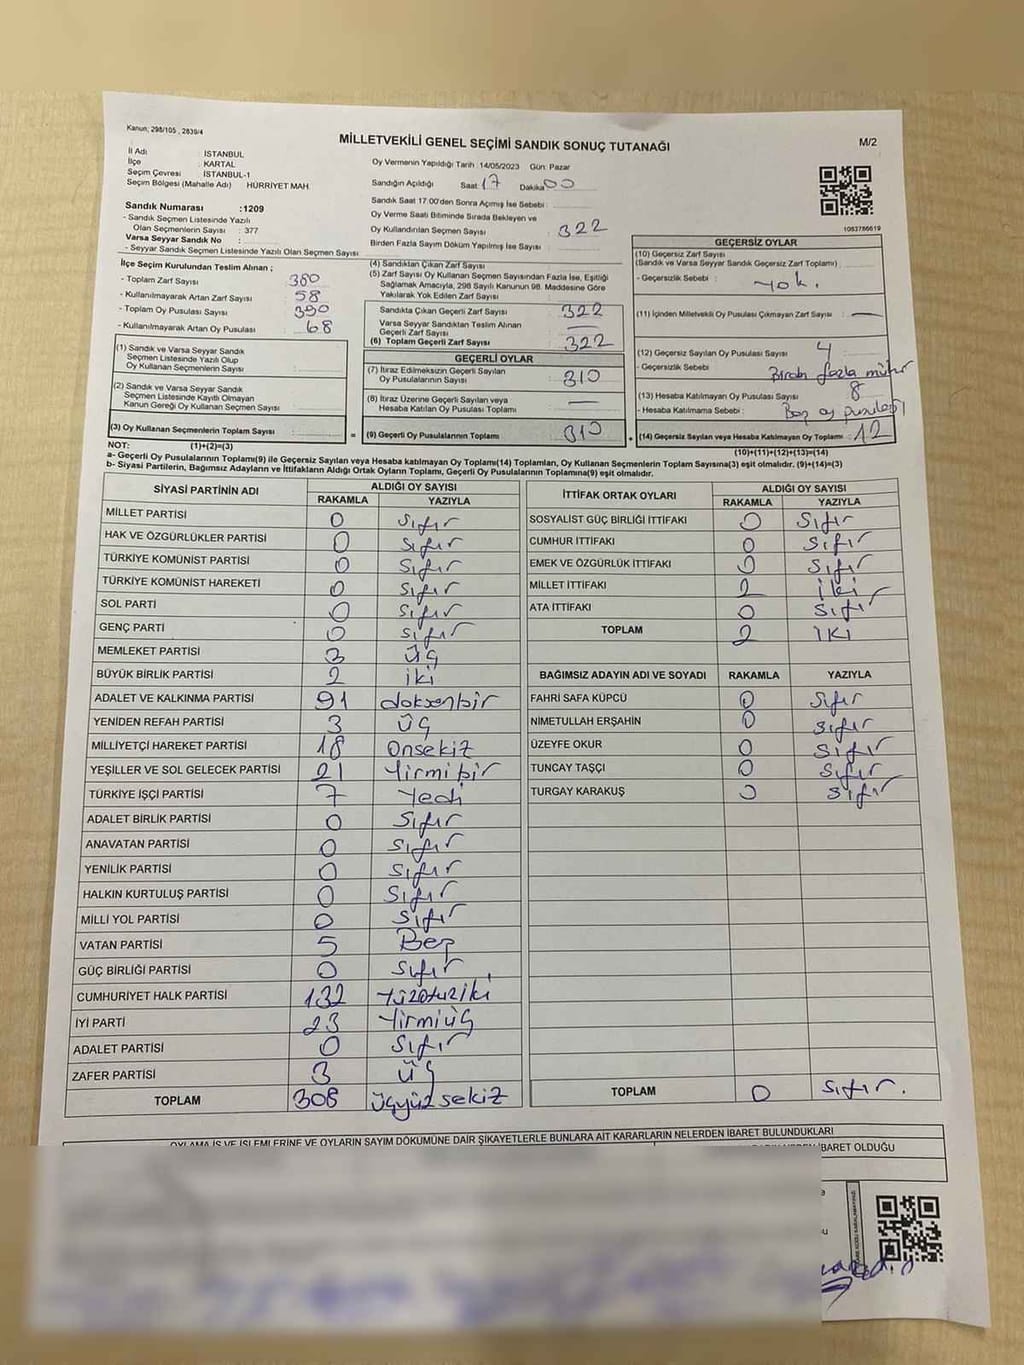 Kanun; 298/105 , 2839/4
MİLLETVEKİLİ GENEL SEÇİMİ SANDIK SONUÇ TUTANAĞI
M/2
İl Adı : İSTANBUL
İlçe : KARTAL
Seçim Çevresi : İSTANBUL-1
Seçim Bölgesi (Mahalle Adı) HÜRRİYET MAH
Sandık Numarası :1209
- Sandık Seçmen Listesinde Yazılı
Olan Seçmenlerin Sayısı : 377
Varsa Seyyar Sandık No :
- Seyyar Sandık Seçmen Listesinde Yazılı Olan Seçmen Sayısı :
Oy Vermenin Yapıldığı Tarih :14/05/2023 Gün: Pazar
Sandığın Açıldığı Saat 17 Dakika 00
Sandık Saat 17:00'den Sonra Açılmış İse Sebebi :
Oy Verme Saati Bitiminde Sırada Bekleyen ve
Oy Kullandırılan Seçmen Sayısı : 322
Birden Fazla Sayım Döküm Yapılmış İse Sayısı :
1063786619
İlçe Seçim Kurulundan Teslim Alınan ;
- Toplam Zarf Sayısı : 380
- Kullanılmayarak Artan Zarf Sayısı : 58
- Toplam Oy Pusulası Sayısı : 390
- Kullanılmayarak Artan Oy Pusulası : 68
(1) Sandık ve Varsa Seyyar Sandık
Seçmen Listesinde Yazılı Olup
Oy Kullanan Seçmenlerin Sayısı :
(2) Sandık ve Varsa Seyyar Sandık
Seçmen Listesinde Kayıtlı Olmayan
Kanun Gereği Oy Kullanan Seçmen Sayısı :
(3) Oy Kullanan Seçmenlerin Toplam Sayısı :
(4) Sandıktan Çıkan Zarf Sayısı
(5) Zarf Sayısı Oy Kullanan Seçmen Sayısından Fazla İse, Eşitliği
Sağlamak Amacıyla, 298 Sayılı Kanunun 98. Maddesine Göre
Yakılarak Yok Edilen Zarf Sayısı :
Sandıkta Çıkan Geçerli Zarf Sayısı : 322
Varsa Seyyar Sandıktan Teslim Alınan
Geçerli Zarf Sayısı : —
(6) Toplam Geçerli Zarf Sayısı : 322
GEÇERLİ OYLAR
(7) İtiraz Edilmeksizin Geçerli Sayılan
Oy Pusulalarının Sayısı : 310
(8) İtiraz Üzerine Geçerli Sayılan veya
Hesaba Katılan Oy Pusulası Toplamı : —
= (9) Geçerli Oy Pusulalarının Toplamı : 310
GEÇERSİZ OYLAR
(10) Geçersiz Zarf Sayısı
(Sandık ve Varsa Seyyar Sandık Geçersiz Zarf Toplamı) :
- Geçersizlik Sebebi : Yok.
(11) İçinden Milletvekili Oy Pusulası Çıkmayan Zarf Sayısı : —
(12) Geçersiz Sayılan Oy Pusulası Sayısı : 4
- Geçersizlik Sebebi : Birden fazla mühür
(13) Hesaba Katılmayan Oy Pusulası Sayısı : 8
- Hesaba Katılmama Sebebi : Boş oy pusulası
+ (14) Geçersiz Sayılan veya Hesaba Katılmayan Oy Toplamı : 12
NOT: (1)+(2)=(3)
(10)+(11)+(12)+(13)=(14)
a- Geçerli Oy Pusulalarının Toplamı(9) ile Geçersiz Sayılan veya Hesaba katılmayan Oy Toplamı(14) Toplamları, Oy Kullanan Seçmenlerin Toplam Sayısına(3) eşit olmalıdır. (9)+(14)=(3)
b- Siyasi Partilerin, Bağımsız Adayların ve İttifakların Aldığı Ortak Oyların Toplamı, Geçerli Oy Pusulalarının Toplamına(9) eşit olmalıdır.
SİYASİ PARTİNİN ADI ALDIĞI OY SAYISI
RAKAMLA YAZIYLA
MİLLET PARTİSİ 0 Sıfır
HAK VE ÖZGÜRLÜKLER PARTİSİ 0 Sıfır
TÜRKİYE KOMÜNİST PARTİSİ 0 Sıfır
TÜRKİYE KOMÜNİST HAREKETİ 0 Sıfır
SOL PARTİ 0 Sıfır
GENÇ PARTİ 0 Sıfır
MEMLEKET PARTİSİ 3 üç
BÜYÜK BİRLİK PARTİSİ 2 iki
ADALET VE KALKINMA PARTİSİ 91 doksanbir
YENİDEN REFAH PARTİSİ 3 üç
MİLLİYETÇİ HAREKET PARTİSİ 18 Onsekiz
YEŞİLLER VE SOL GELECEK PARTİSİ 21 Yirmibir
TÜRKİYE İŞÇİ PARTİSİ 7 Yedi
ADALET BİRLİK PARTİSİ 0 Sıfır
ANAVATAN PARTİSİ 0 Sıfır
YENİLİK PARTİSİ 0 Sıfır
HALKIN KURTULUŞ PARTİSİ 0 Sıfır
MİLLİ YOL PARTİSİ 0 Sıfır
VATAN PARTİSİ 5 Beş
GÜÇ BİRLİĞİ PARTİSİ 0 Sıfır
CUMHURİYET HALK PARTİSİ 132 Yüzotuziki
İYİ PARTİ 23 Yirmiüç
ADALET PARTİSİ 0 Sıfır
ZAFER PARTİSİ 3 üç
TOPLAM 308 üçyüzsekiz
İTTİFAK ORTAK OYLARI ALDIĞI OY SAYISI
RAKAMLA YAZIYLA
SOSYALİST GÜÇ BİRLİĞİ İTTİFAKI 0 Sıfır
CUMHUR İTTİFAKI 0 Sıfır
EMEK VE ÖZGÜRLÜK İTTİFAKI 0 Sıfır
MİLLET İTTİFAKI 2 iki
ATA İTTİFAKI 0 Sıfır
TOPLAM 2 İKİ
BAĞIMSIZ ADAYIN ADI VE SOYADI RAKAMLA YAZIYLA
FAHRİ SAFA KÜPCÜ 0 Sıfır
NİMETULLAH ERŞAHİN 0 Sıfır
ÜZEYFE OKUR 0 Sıfır
TUNCAY TAŞÇI 0 Sıfır
TURGAY KARAKUŞ 0 Sıfır
TOPLAM 0 Sıfır.
OYLAMA İŞ VE İŞLEMLERİNE VE OYLARIN SAYIM DÖKÜMÜNE DAİR ŞİKAYETLERLE BUNLARA AİT KARARLARIN NELERDEN İBARET BULUNDUKLARI
İBARET OLDUĞU